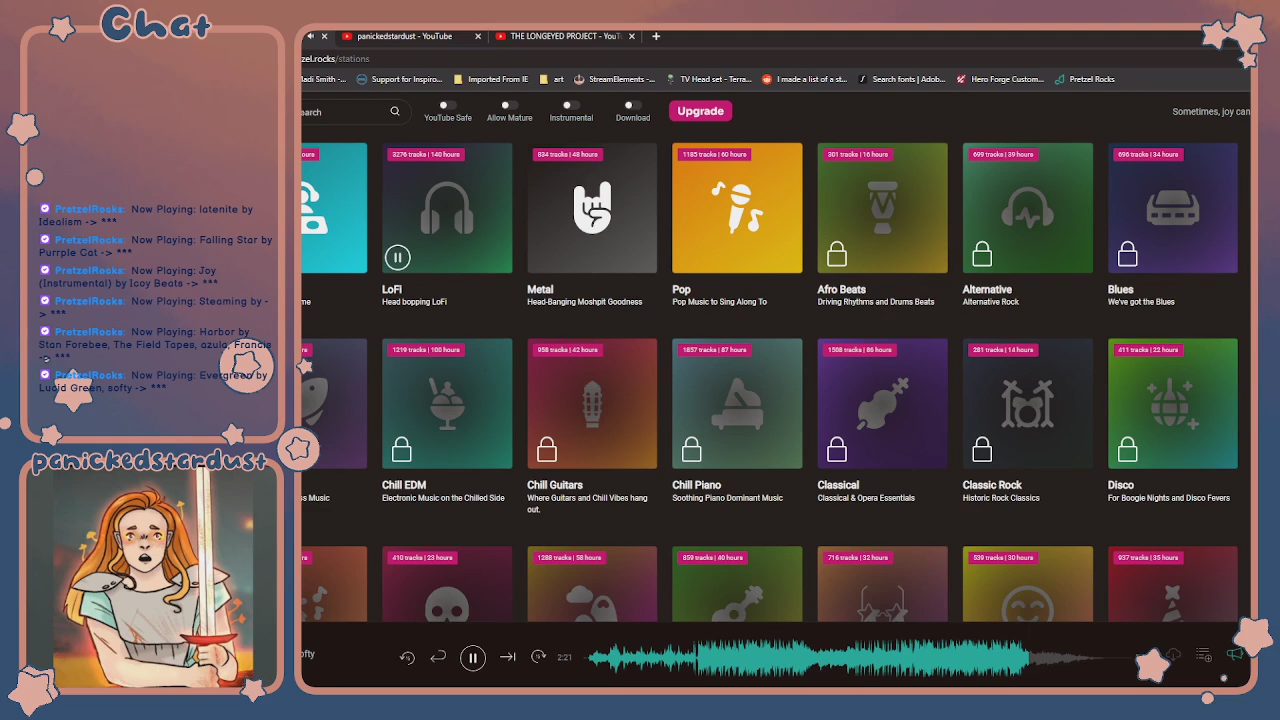 Chat
PretzelRocks: Now Playing: latenite by
Idealism -> ***
PretzelRocks: Now Playing: Falling Star by
Purrple Cat -> ***
PretzelRocks: Now Playing: Joy
(Instrumental) by Icoy Beats -> ***
PretzelRocks: Now Playing: Steaming by -
> ***
PretzelRocks: Now Playing: Harbor by
Stan Forebee, The Field Tapes, azula, Francis
-> ***
PretzelRocks: Now Playing: Evergreen by
Lucid Green, softy -> ***
panickedstardust
panickedstardust - YouTube
THE LONGEYED PROJECT - YouT
zel.rocks/stations
ladi Smith -...
Support for Inspiro...
Imported From IE
art
StreamElements -...
TV Head set - Terra...
I made a list of a st...
Search fonts | Adob...
Hero Forge Custom...
Pretzel Rocks
earch
YouTube Safe
Allow Mature
Instrumental
Download
Upgrade
Sometimes, joy can
ours
3276 tracks | 140 hours
834 tracks | 48 hours
1185 tracks | 60 hours
301 tracks | 16 hours
699 tracks | 39 hours
696 tracks | 34 hours
LoFi
Metal
Pop
Afro Beats
Alternative
Blues
me
Head bopping LoFi
Head-Banging Moshpit Goodness
Pop Music to Sing Along To
Driving Rhythms and Drums Beats
Alternative Rock
We've got the Blues
ours
1219 tracks | 100 hours
958 tracks | 42 hours
1857 tracks | 87 hours
1508 tracks | 86 hours
281 tracks | 14 hours
411 tracks | 22 hours
Chill EDM
Chill Guitars
Chill Piano
Classical
Classic Rock
Disco
ss Music
Electronic Music on the Chilled Side
Where Guitars and Chill Vibes hang
out.
Soothing Piano Dominant Music
Classical & Opera Essentials
Historic Rock Classics
For Boogie Nights and Disco Fevers
ours
410 tracks | 23 hours
1288 tracks | 58 hours
859 tracks | 40 hours
716 tracks | 32 hours
539 tracks | 30 hours
937 tracks | 35 hours
ofty
2:21